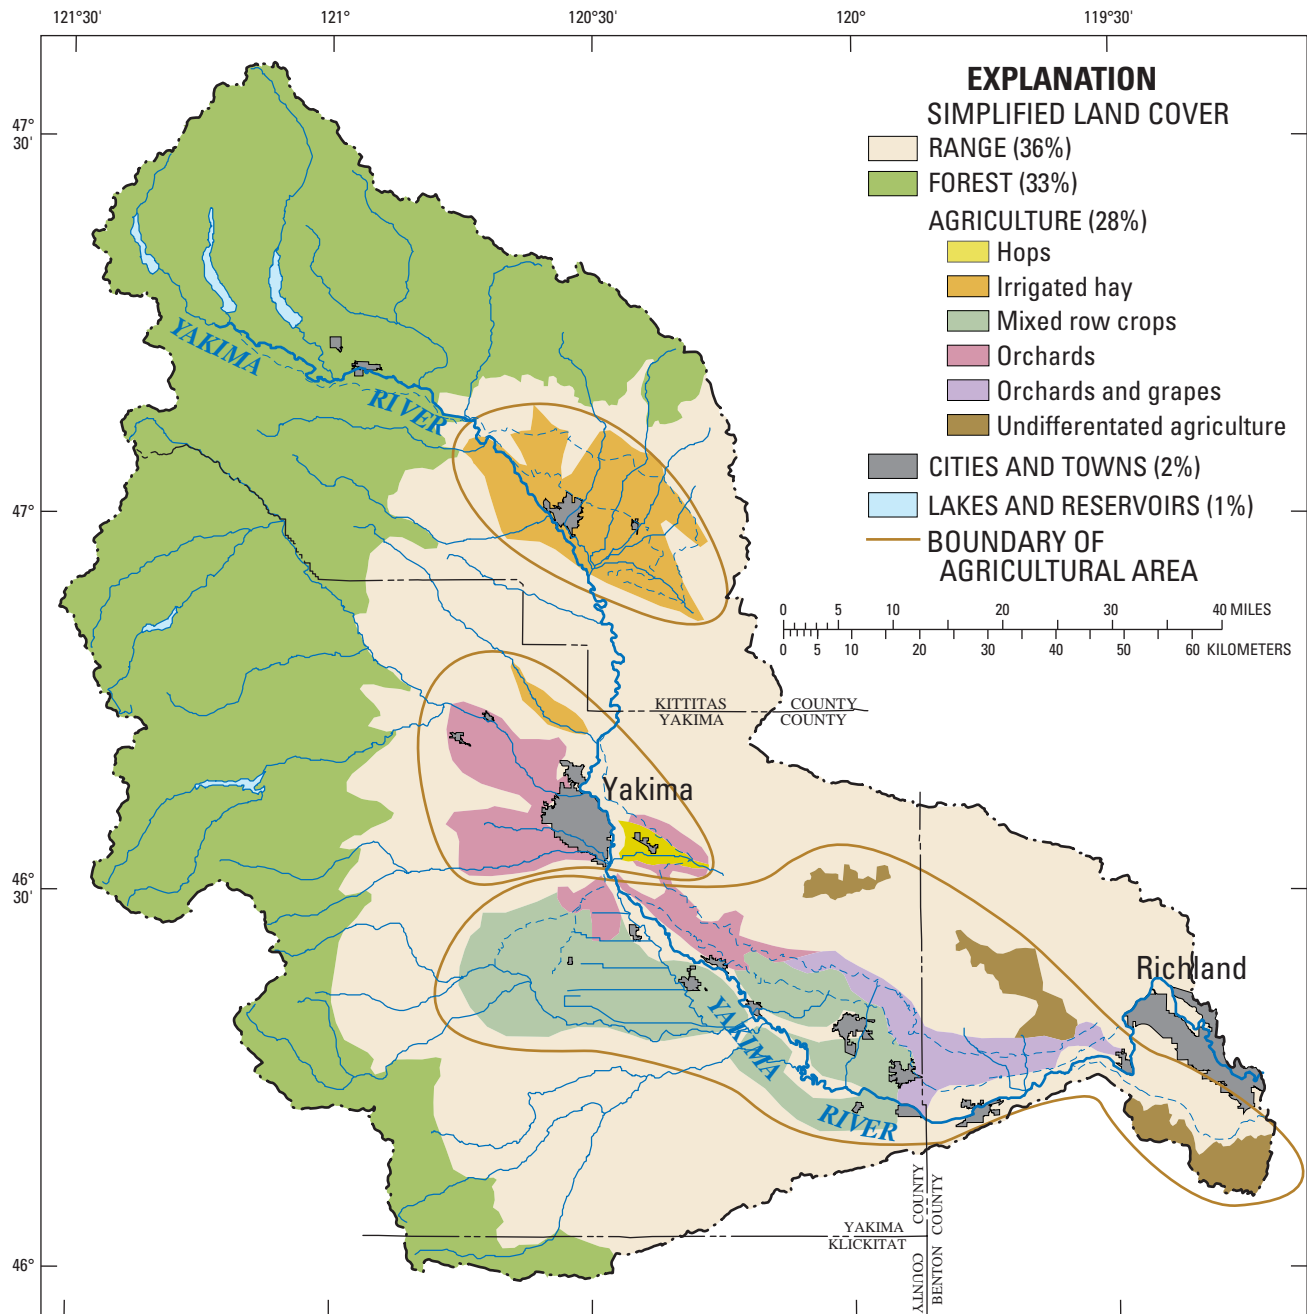 121°30'
121°
120°30'
120°
119°30'
47°
30'
47°
46°
30'
46°
EXPLANATION
SIMPLIFIED LAND COVER
RANGE (36%)
FOREST (33%)
AGRICULTURE (28%)
Hops
Irrigated hay
Mixed row crops
Orchards
Orchards and grapes
Undifferentated agriculture
CITIES AND TOWNS (2%)
LAKES AND RESERVOIRS (1%)
BOUNDARY OF
AGRICULTURAL AREA
0 5 10 20 30 40 MILES
0 5 10 20 30 40 50 60 KILOMETERS
YAKIMA
RIVER
KITTITAS COUNTY
YAKIMA COUNTY
Yakima
Richland
YAKIMA
RIVER
YAKIMA
KLICKITAT
COUNTY
COUNTY
BENTON COUNTY